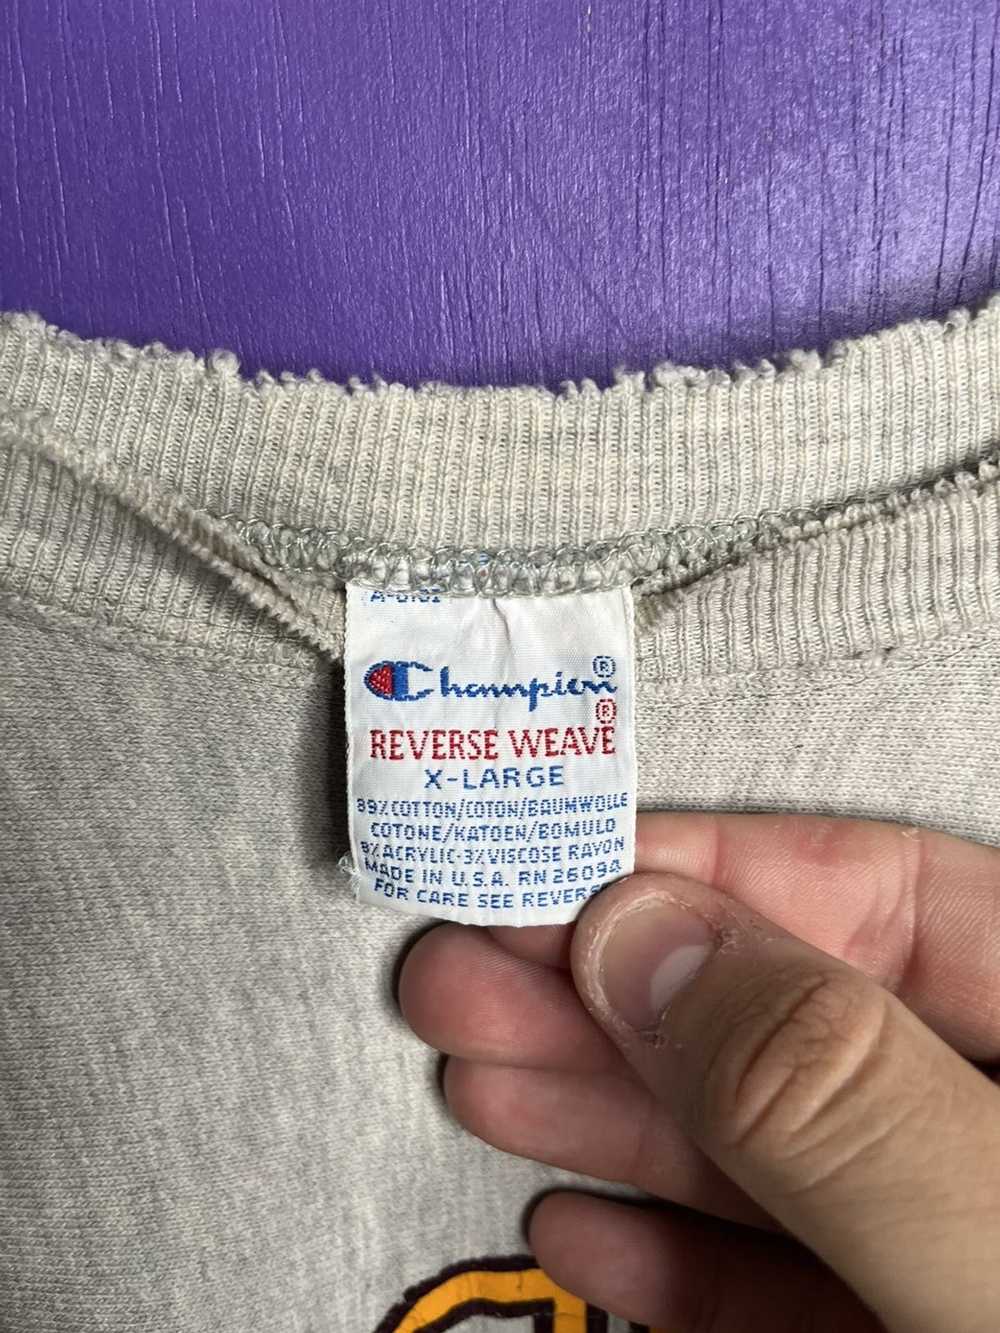 Champion®
REVERSE WEAVE®
X-LARGE
89% COTTON/COTON/BAUMWOLLE
COTONE/KATOEN/BOMULD
8% ACRYLIC-3% VISCOSE RAYON
MADE IN U.S.A. RN 26094
FOR CARE SEE REVERSE